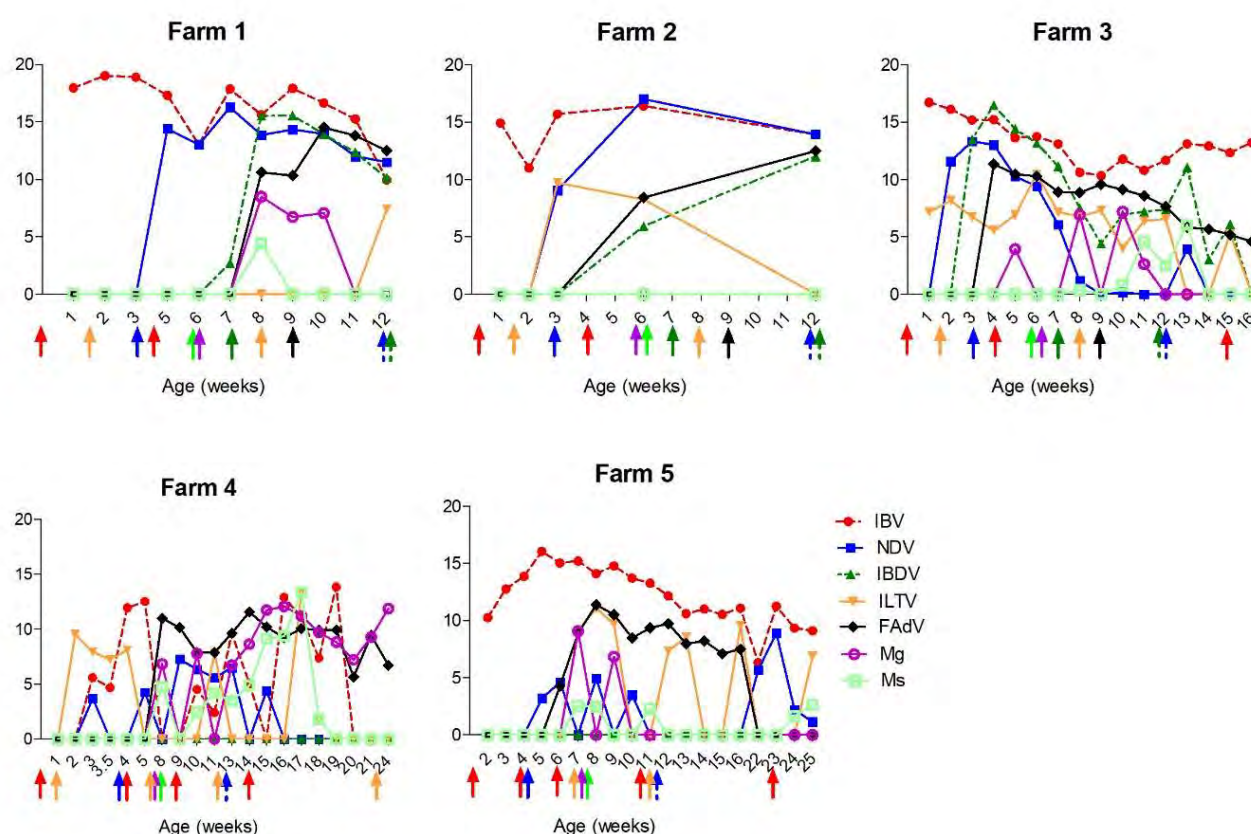 Farm 1
20
15
10
5
0
1 2 3 5 6 7 8 9 10 11 12
Age (weeks)
Farm 2
20
15
10
5
0
1 2 3 4 5 6 7 8 9 10 11 12
Age (weeks)
Farm 3
20
15
10
5
0
1 2 3 4 5 6 7 8 9 10 11 12 13 14 15 16
Age (weeks)
Farm 4
20
15
10
5
0
1 2 3 3.5 4 5 8 9 10 11 13 14 15 16 17 18 19 20 21 24
Age (weeks)
Farm 5
20
15
10
5
0
2 3 4 5 6 7 8 9 10 11 12 13 14 15 16 22 23 24 25
Age (weeks)
IBV
NDV
IBDV
ILTV
FAdV
Mg
Ms